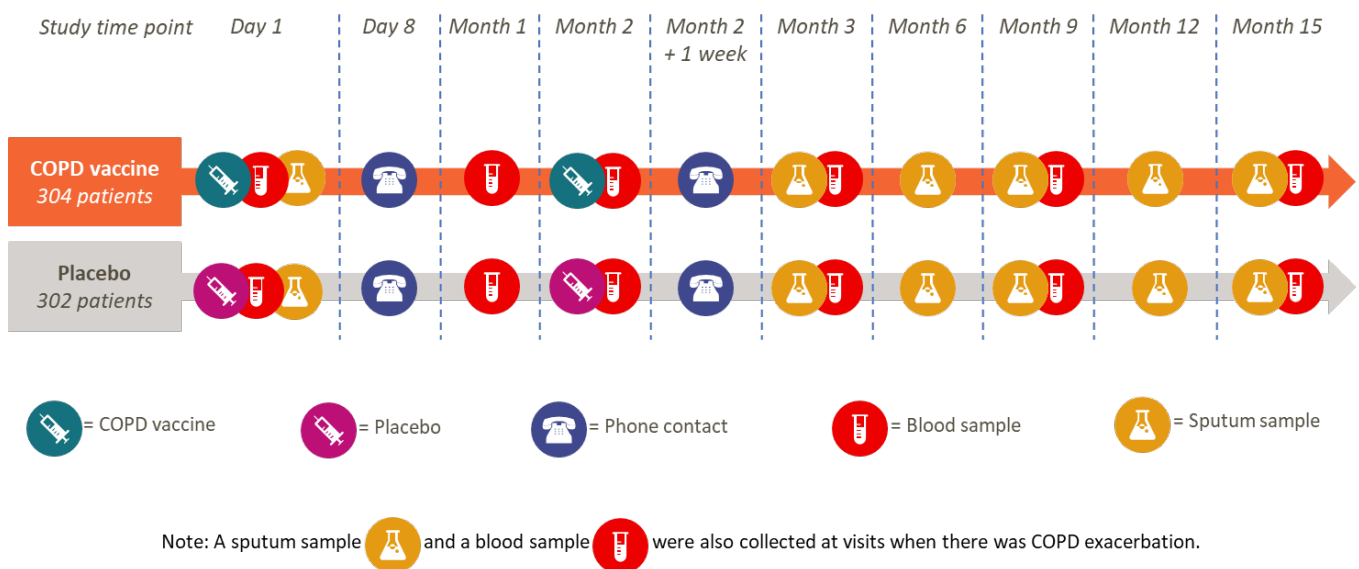 Study time point Day 1 Day 8 Month 1 Month 2 Month 2 Month 3 Month 6 Month 9 Month 12 Month 15
+ 1 week
COPD vaccine
304 patients
Placebo
302 patients
= COPD vaccine = Placebo = Phone contact = Blood sample = Sputum sample
Note: A sputum sample and a blood sample were also collected at visits when there was COPD exacerbation.